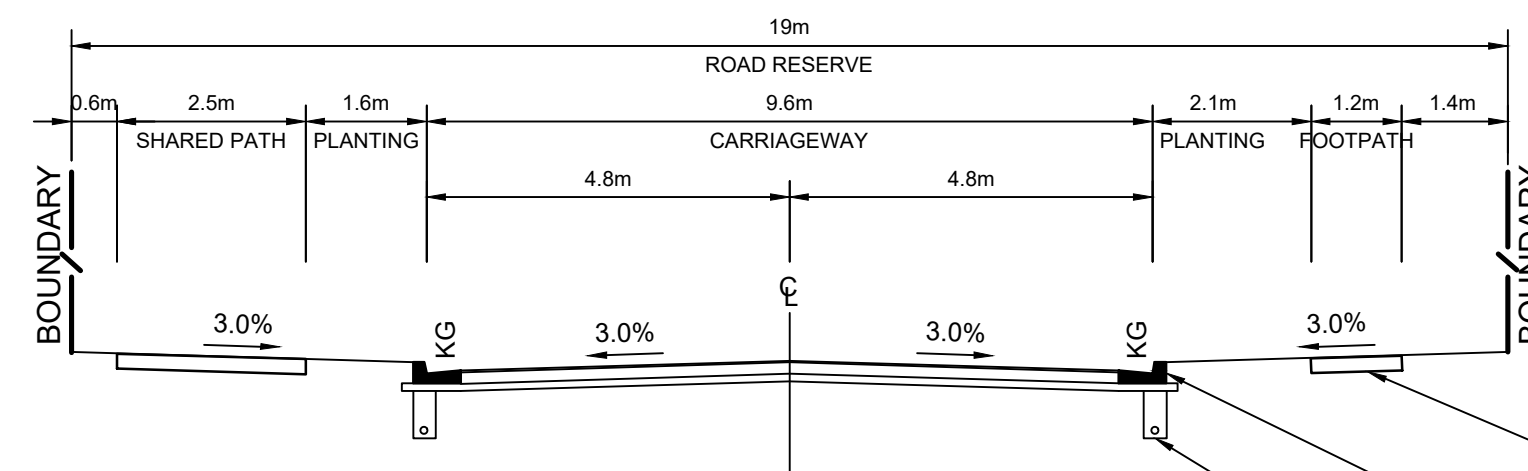 19m
ROAD RESERVE
0.6m 2.5m 1.6m 9.6m 2.1m 1.2m 1.4m
SHARED PATH PLANTING CARRIAGEWAY PLANTING FOOTPATH
4.8m 4.8m
BOUNDARY
BOUNDARY
℄
3.0% KG 3.0% 3.0% KG 3.0%